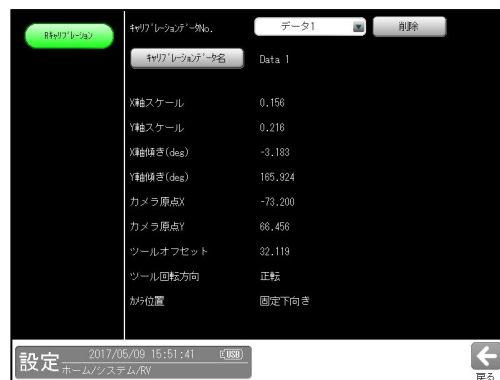 Rｷｬﾘﾌﾞﾚｰｼｮﾝ
ｷｬﾘﾌﾞﾚｰｼｮﾝﾃﾞｰﾀNo. データ1 削除
ｷｬﾘﾌﾞﾚｰｼｮﾝﾃﾞｰﾀ名 Data 1
X軸スケール 0.156
Y軸スケール 0.216
X軸傾き(deg) -3.183
Y軸傾き(deg) 165.924
カメラ原点X -73.200
カメラ原点Y 66.456
ツールオフセット 32.119
ツール回転方向 正転
ｶﾒﾗ位置 固定下向き
設定 2017/05/09 15:51:41 USB
ホーム/システム/RV
戻る